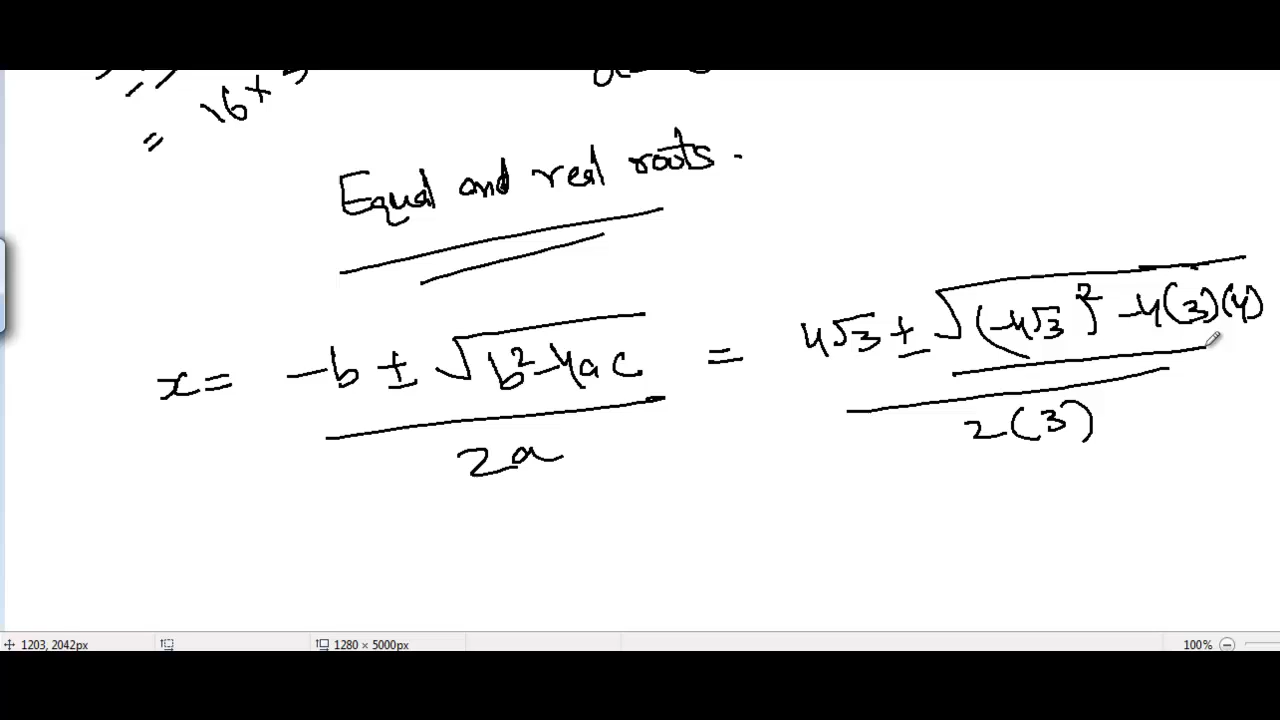 = 16 ×
Equal and real roots.
x = -b ± √(b² - 4ac) / 2a = 4√3 ± √((-4√3)² - 4(3)(4)) / 2(3)
1203, 2042px 1280 × 5000px 100%